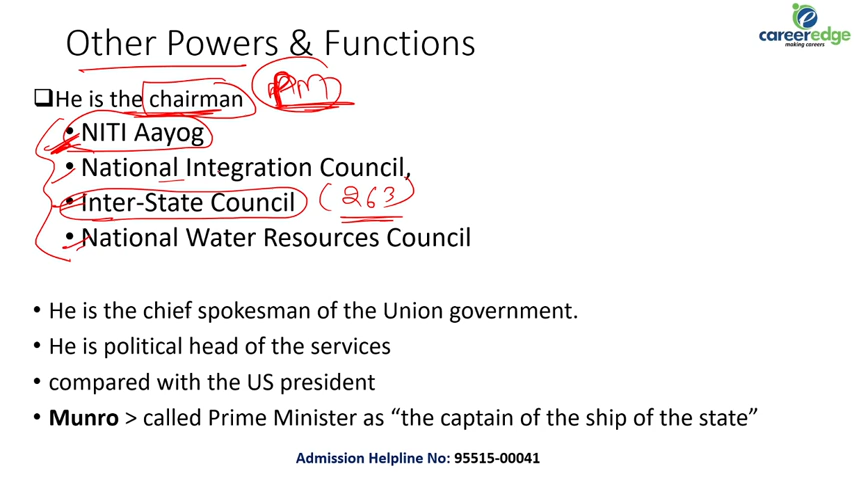 Other Powers & Functions
careeredge
making careers
He is the chairman PM
• NITI Aayog
• National Integration Council,
• Inter-State Council (263)
• National Water Resources Council
• He is the chief spokesman of the Union government.
• He is political head of the services
• compared with the US president
• Munro > called Prime Minister as “the captain of the ship of the state”
Admission Helpline No: 95515-00041